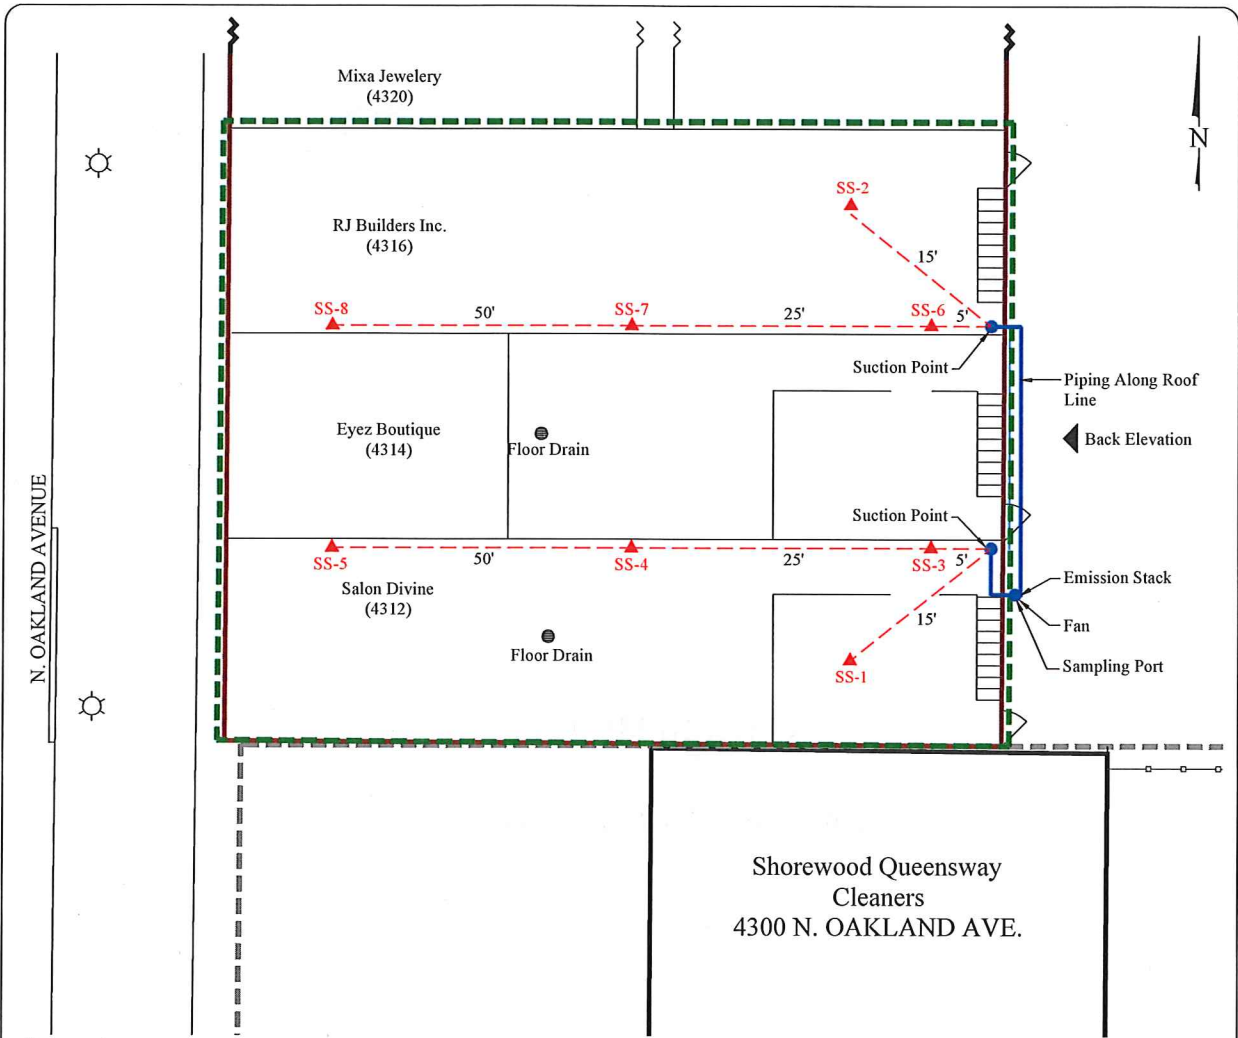 Mixa Jewelery
(4320)
N
SS-2
RJ Builders Inc.
(4316)
15'
SS-8
50'
SS-7
25'
SS-6
5'
Suction Point
Piping Along Roof
Line
Eyez Boutique
(4314)
Floor Drain
Back Elevation
N. OAKLAND AVENUE
Suction Point
SS-5
50'
SS-4
25'
SS-3
5'
Emission Stack
Salon Divine
(4312)
15'
Fan
Floor Drain
Sampling Port
SS-1
Shorewood Queensway
Cleaners
4300 N. OAKLAND AVE.